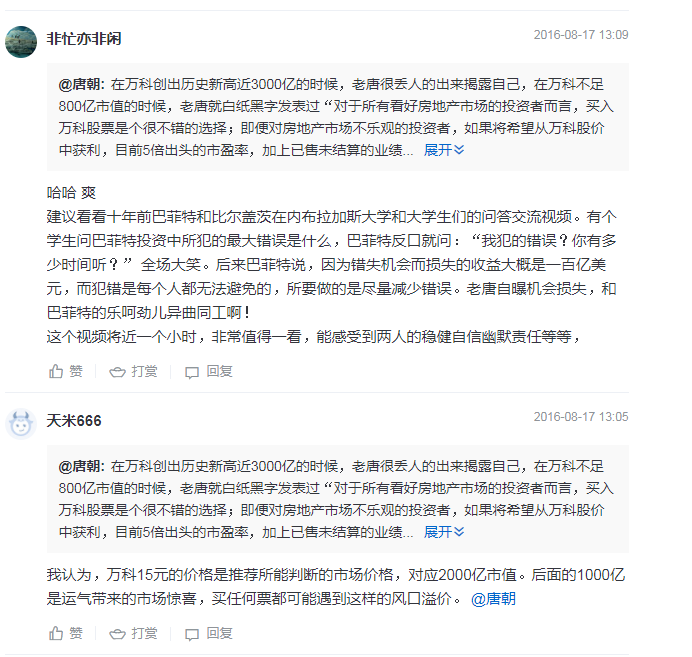 非忙亦非闲
2016-08-17 13:09
@唐朝: 在万科创出历史新高近3000亿的时候，老唐很丢人的出来揭露自己，在万科不足
800亿市值的时候，老唐就白纸黑字发表过“对于所有看好房地产市场的投资者而言，买入
万科股票是个很不错的选择；即便对房地产市场不乐观的投资者，如果将希望从万科股价
中获利，目前5倍出头的市盈率，加上已售未结算的业绩... 展开
哈哈 爽
建议看看十年前巴菲特和比尔盖茨在内布拉加斯大学和大学生们的问答交流视频。有个
学生问巴菲特投资中所犯的最大错误是什么，巴菲特反口就问：“我犯的错误？你有多
少时间听？” 全场大笑。后来巴菲特说，因为错失机会而损失的收益大概是一百亿美
元，而犯错是每个人都无法避免的，所要做的是尽量减少错误。老唐自曝机会损失，和
巴菲特的乐呵劲儿异曲同工啊！
这个视频将近一个小时，非常值得一看，能感受到两人的稳健自信幽默责任等等，
赞 打赏 回复
天米666
2016-08-17 13:05
@唐朝: 在万科创出历史新高近3000亿的时候，老唐很丢人的出来揭露自己，在万科不足
800亿市值的时候，老唐就白纸黑字发表过“对于所有看好房地产市场的投资者而言，买入
万科股票是个很不错的选择；即便对房地产市场不乐观的投资者，如果将希望从万科股价
中获利，目前5倍出头的市盈率，加上已售未结算的业绩... 展开
我认为，万科15元的价格是推荐所能判断的市场价格，对应2000亿市值。后面的1000亿
是运气带来的市场惊喜，买任何票都可能遇到这样的风口溢价。 @唐朝
赞 打赏 回复